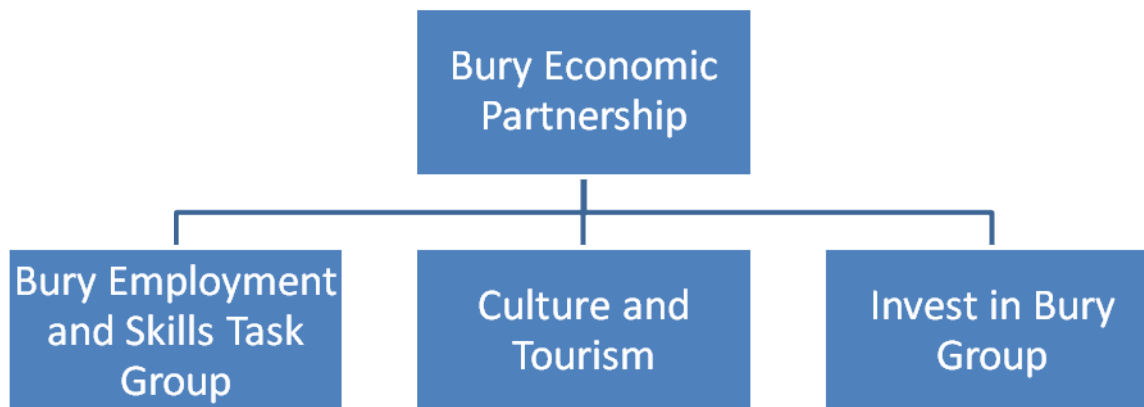 Bury Economic
Partnership
Bury Employment
and Skills Task
Group
Culture and
Tourism
Invest in Bury
Group